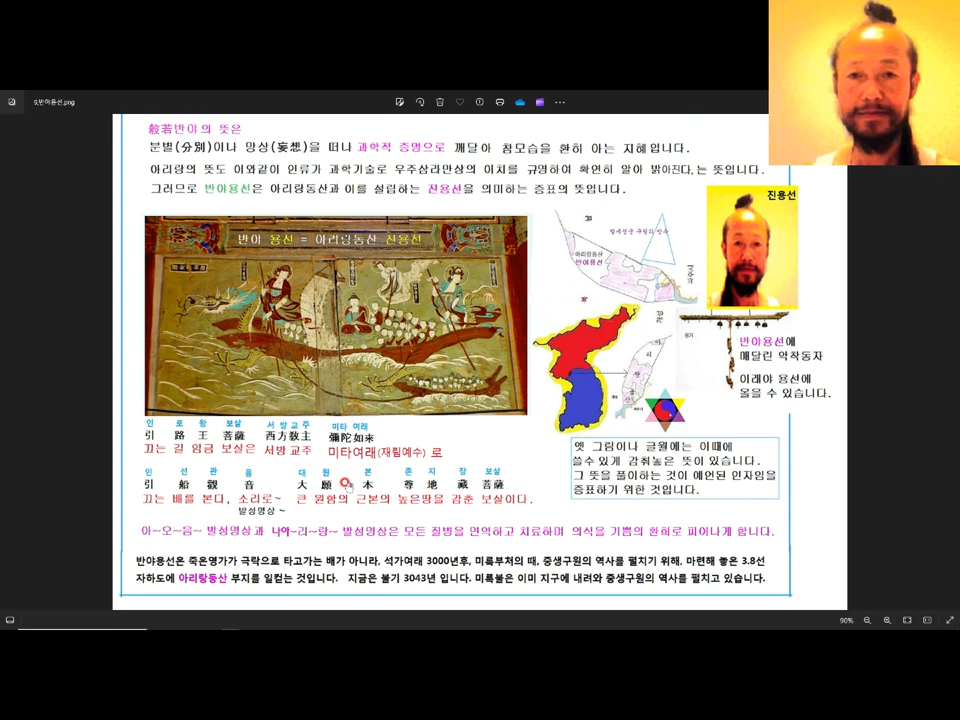 9.반야용선.png
般若반야의 뜻은
분별(分別)이나 망상(妄想)을 떠나 과학적 증명으로 깨달아 참모습을 환히 아는 지혜입니다.
아리랑의 뜻도 이와같이 인류가 과학기술로 우주삼라만상의 이치를 규명하여 확연히 알아 밝아진다.는 뜻입니다.
그러므로 반야용선은 아리랑동산과 이를 설립하는 진용선을 의미하는 증표의 뜻입니다.
진용선
반야 용선 = 아리랑동산 진용선
아리랑동산
반야용선
반야용선에
매달린 악착동자
이래야 용선에
올을 수 있습니다.
인 로 왕 보살 서 방 교 주 미타 여래
引 路 王 菩薩 西方敎主 彌陀如來
끄는 길 임금 보살은 서방교주 미타여래(재림예수) 로
인 선 관 음 대 원 본 존 지 장 보살
引 船 觀 音 大 願 木 尊 地 藏 菩薩
끄는 배를 본다, 소리로~ 큰 원함의 근본의 높은땅을 감춘 보살이다.
발성명상 ~
옛 그림이나 글월에는 이때에
쓸수 있게 감춰놓은 뜻이 있습니다.
그 뜻을 풀이하는 것이 예언된 인자임을
증표하기 위한 것입니다.
아~오~음~ 발성명상과 나아~리~랑~ 발성명상은 모든 질병을 면역하고 치료하며 의식을 기쁨의 환희로 피어나게 합니다.
반야용선은 죽은영가가 극락으로 타고가는 배가 아니라, 석가여래 3000년후, 미륵부처의 때, 중생구원의 역사를 펼치기 위해, 마련해 놓은 3.8선
자하도에 아리랑동산 부지를 일컫는 것입니다. 지금은 불기 3043년 입니다. 미륵불은 이미 지구에 내려와 중생구원의 역사를 펼치고 있습니다.
90%